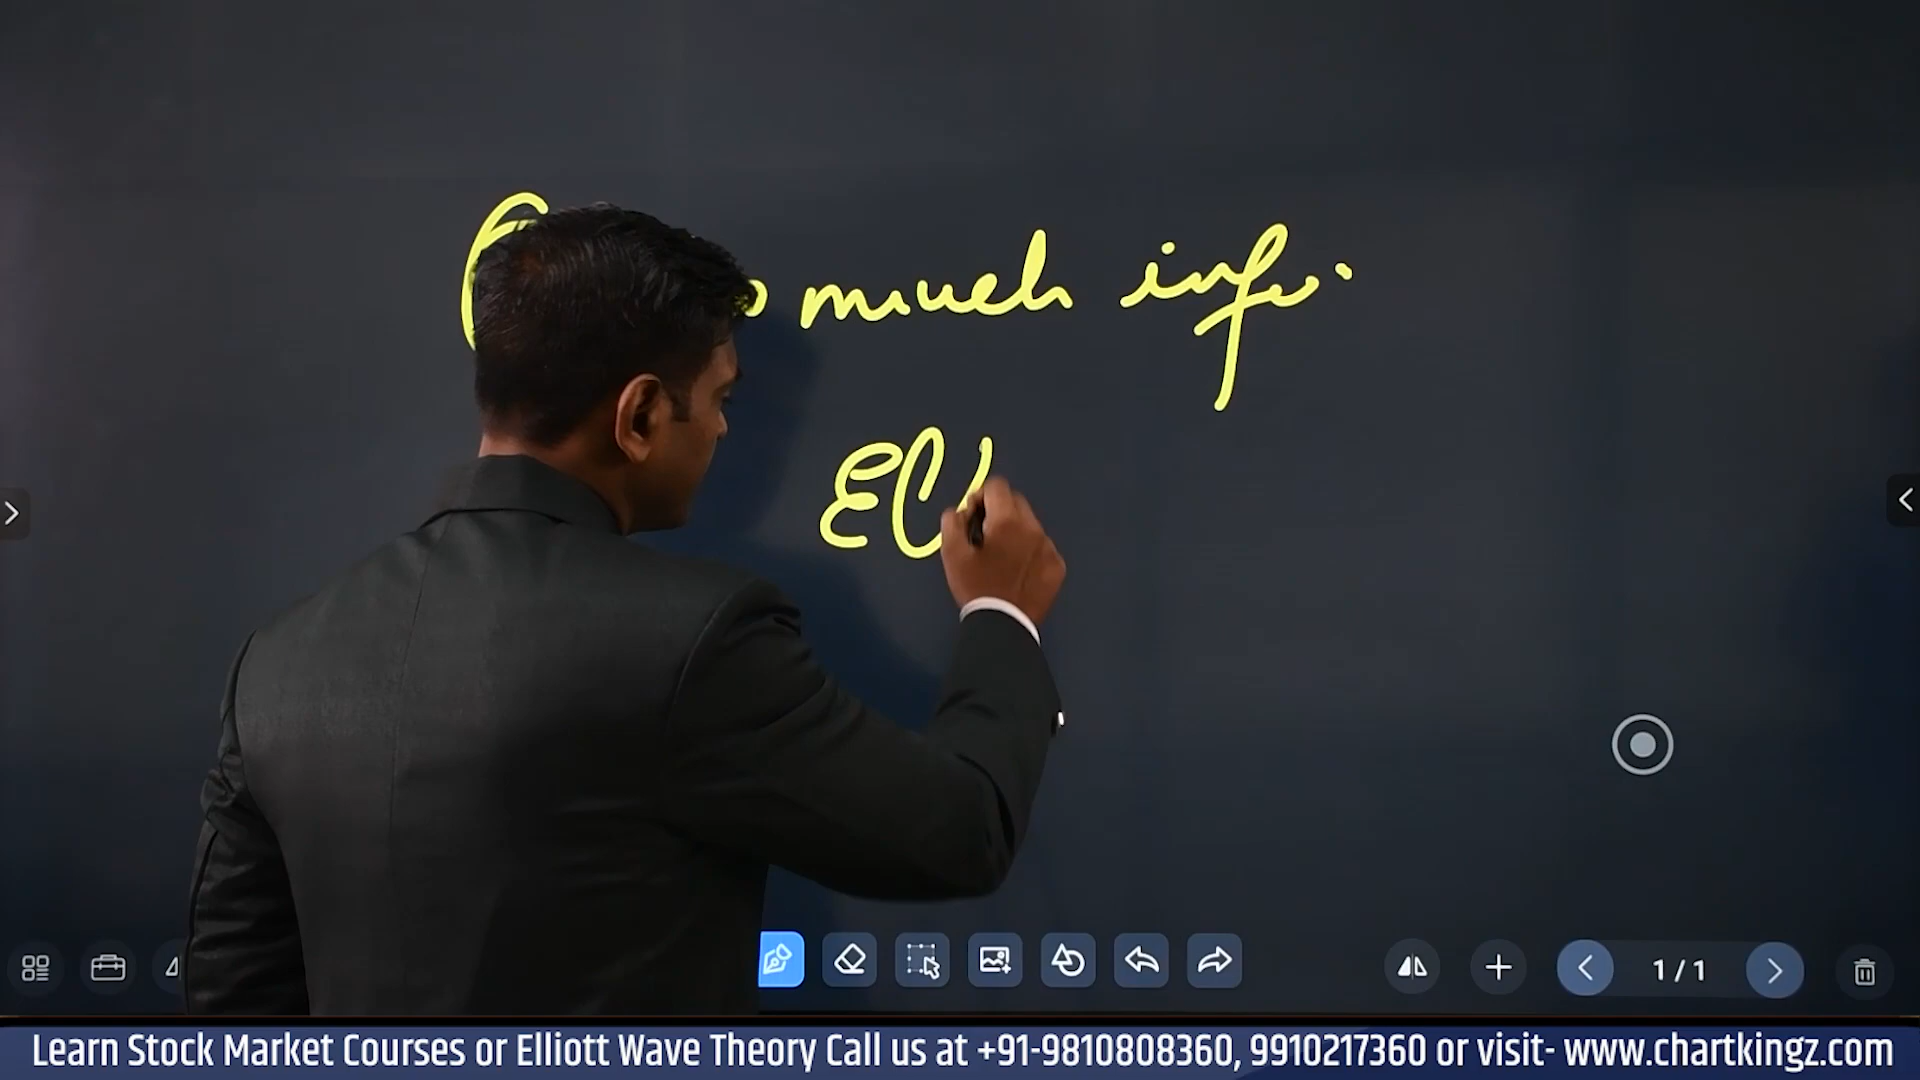 much info.
1 / 1
Learn Stock Market Courses or Elliott Wave Theory Call us at +91-9810808360, 9910217360 or visit- www.chartkingz.com